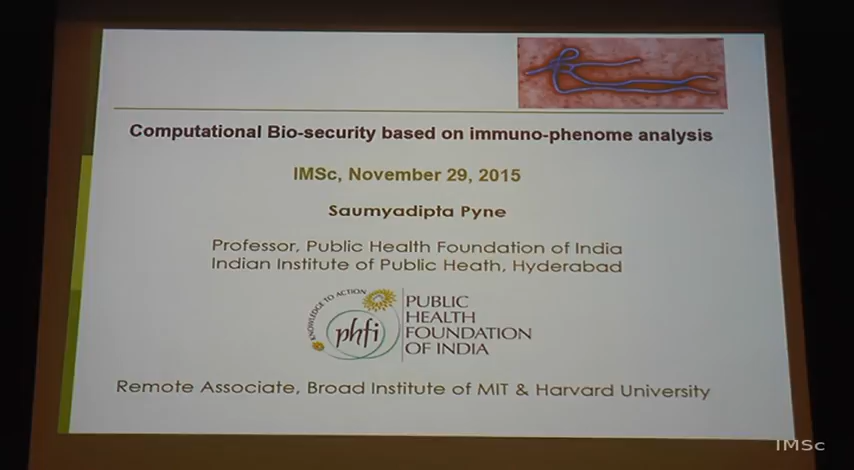 Computational Bio-security based on immuno-phenome analysis
IMSc, November 29, 2015
Saumyadipta Pyne
Professor, Public Health Foundation of India
Indian Institute of Public Heath, Hyderabad
KNOWLEDGE TO ACTION
phfi
PUBLIC
HEALTH
FOUNDATION
OF INDIA
Remote Associate, Broad Institute of MIT & Harvard University
IMSc